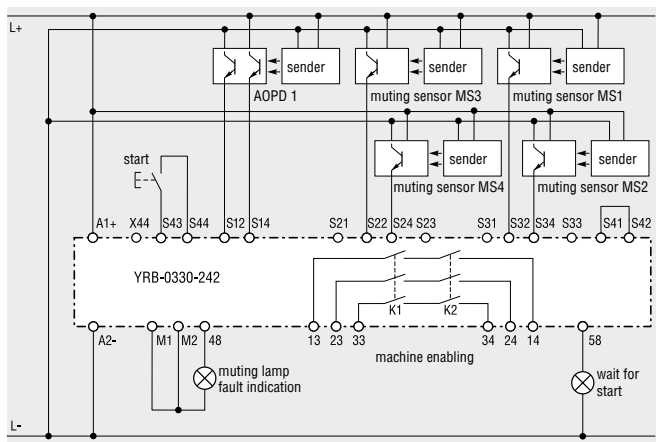 L+
sender
sender
sender
AOPD 1
muting sensor MS3
muting sensor MS1
start
sender
sender
muting sensor MS4
muting sensor MS2
A1+ X44 S43 S44 S12 S14 S21 S22 S24 S23 S31 S32 S34 S33 S41 S42
YRB-0330-242
K1 K2
A2- M1 M2 48 13 23 33 34 24 14 58
machine enabling
muting lamp
fault indication
wait for
start
L-